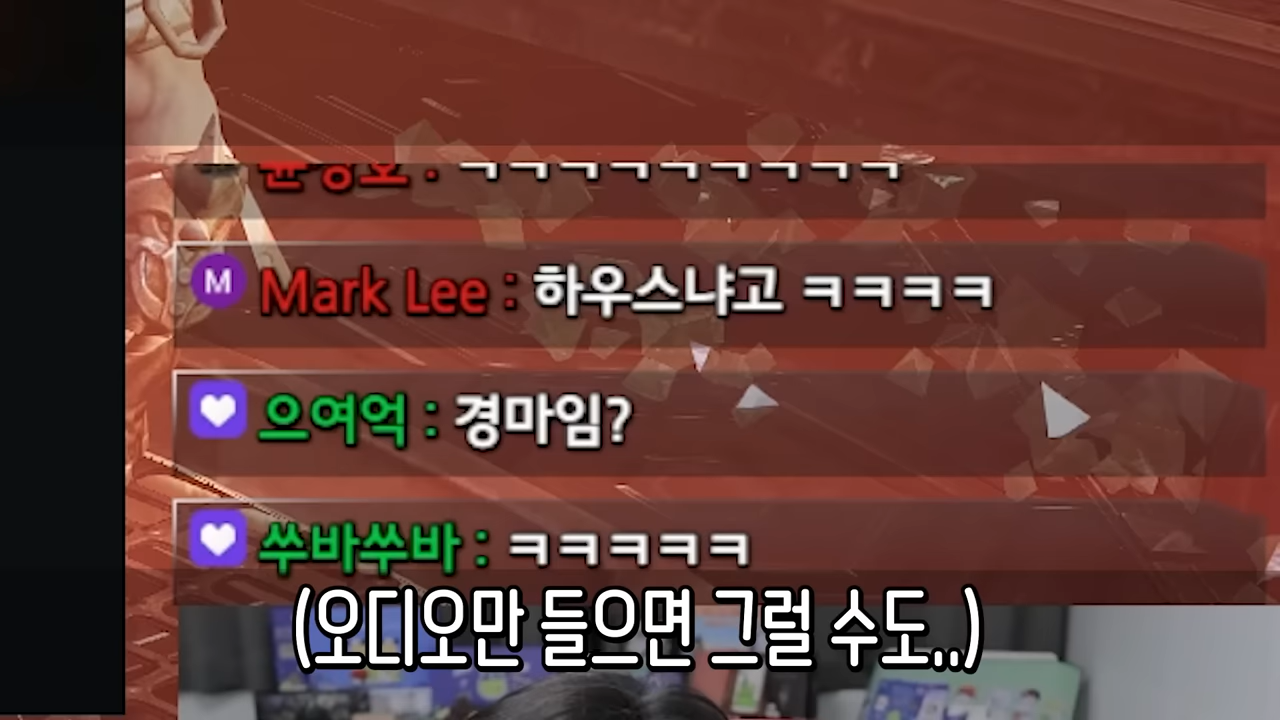 ㅋㅋㅋㅋㅋㅋㅋㅋㅋ
M Mark Lee : 하우스냐고 ㅋㅋㅋㅋ
으여억 : 경마임?
쑤바쑤바 : ㅋㅋㅋㅋㅋ
(오디오만 들으면 그럴 수도..)